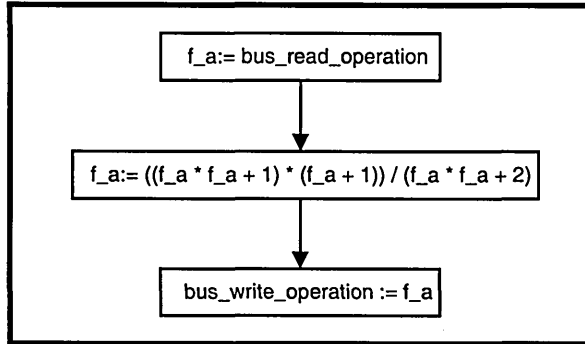 f_a:= bus_read_operation
f_a:= ((f_a * f_a + 1) * (f_a + 1)) / (f_a * f_a + 2)
bus_write_operation := f_a